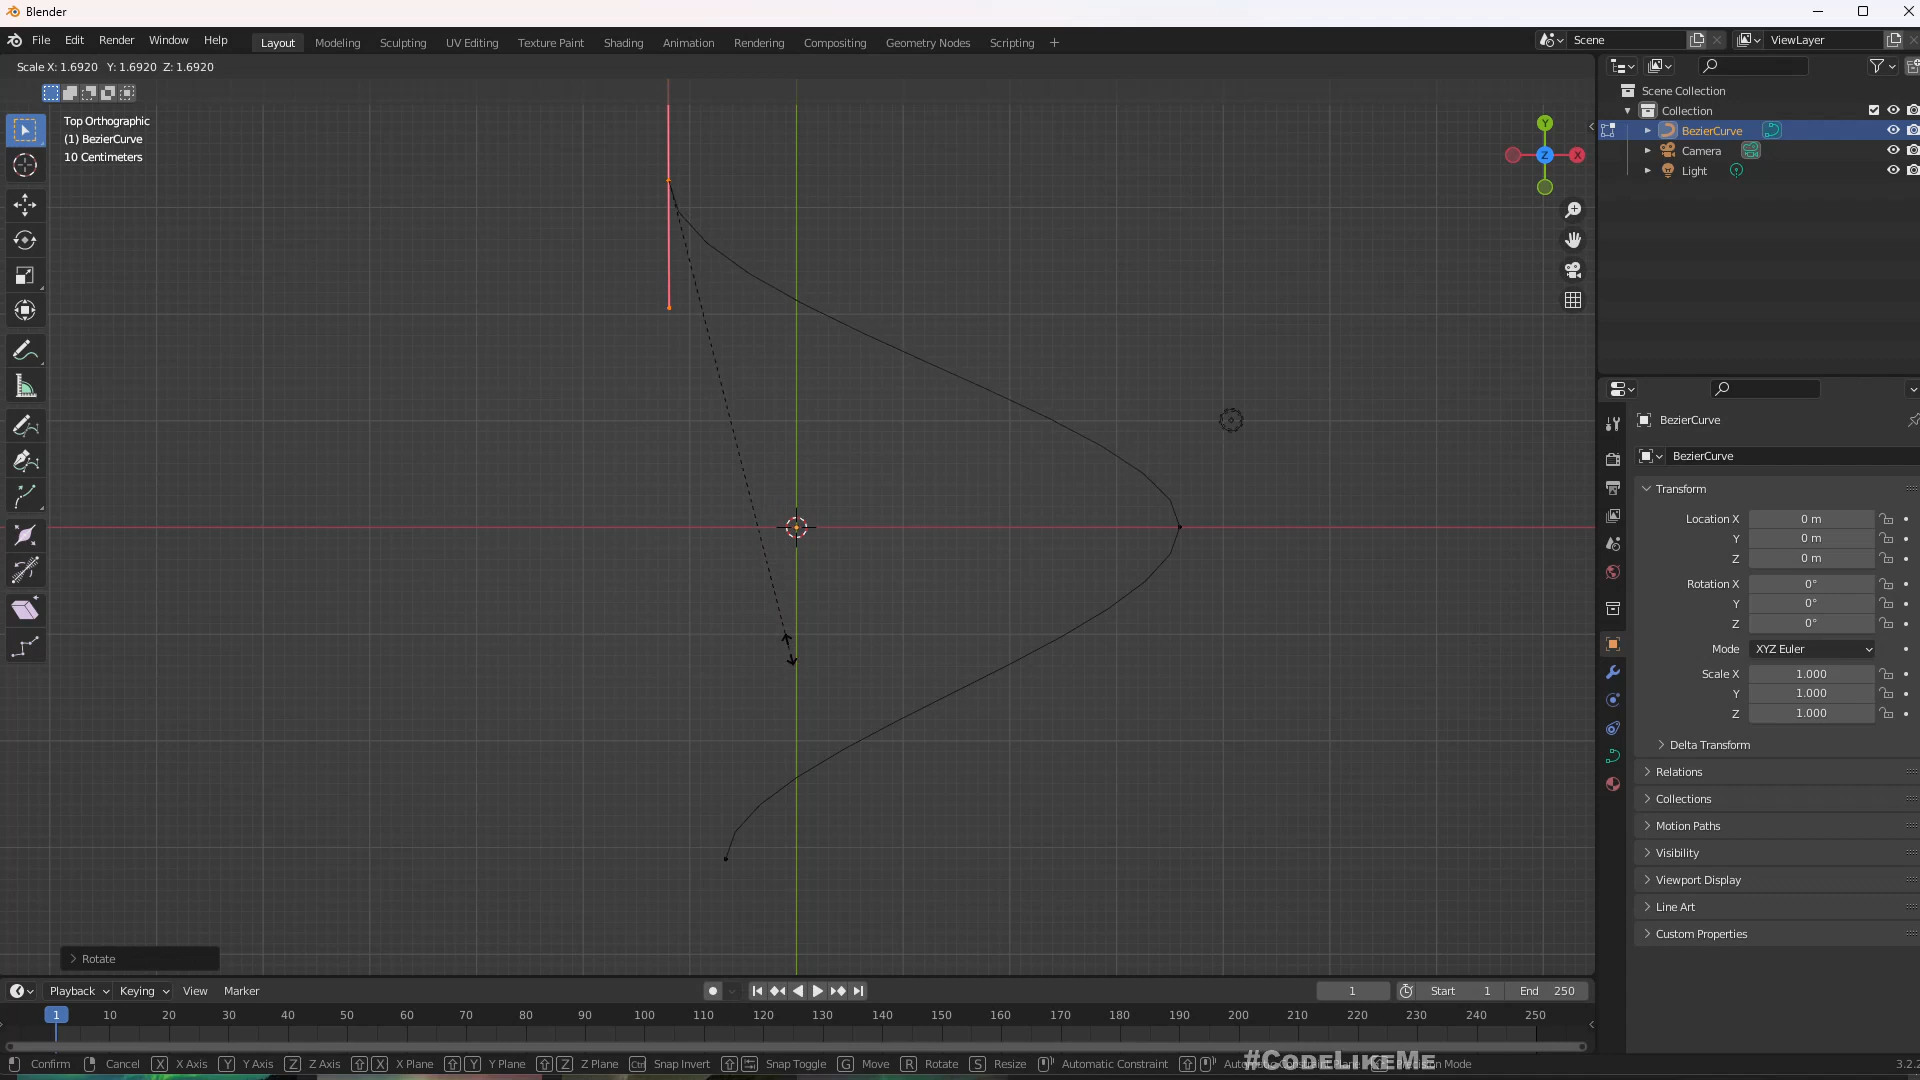 Blender
File Edit Render Window Help Layout Modeling Sculpting UV Editing Texture Paint Shading Animation Rendering Compositing Geometry Nodes Scripting Scene ViewLayer
Scale X: 1.6920 Y: 1.6920 Z: 1.6920
Top Orthographic
(1) BezierCurve
10 Centimeters
Y
Z
X
Scene Collection
Collection
BezierCurve
Camera
Light
BezierCurve
BezierCurve
Transform
Location X 0 m
Y 0 m
Z 0 m
Rotation X 0°
Y 0°
Z 0°
Mode XYZ Euler
Scale X 1.000
Y 1.000
Z 1.000
Delta Transform
Relations
Collections
Motion Paths
Visibility
Viewport Display
Line Art
Custom Properties
Rotate
Playback Keying View Marker 1 Start 1 End 250
1 10 20 30 40 50 60 70 80 90 100 110 120 130 140 150 160 170 180 190 200 210 220 230 240 250
Confirm Cancel X X Axis Y Y Axis Z Z Axis X X Plane Y Y Plane Z Z Plane Ctrl Snap Invert Snap Toggle G Move R Rotate S Resize Automatic Constraint Precision Mode 3.2.2
#CodeLikeMe